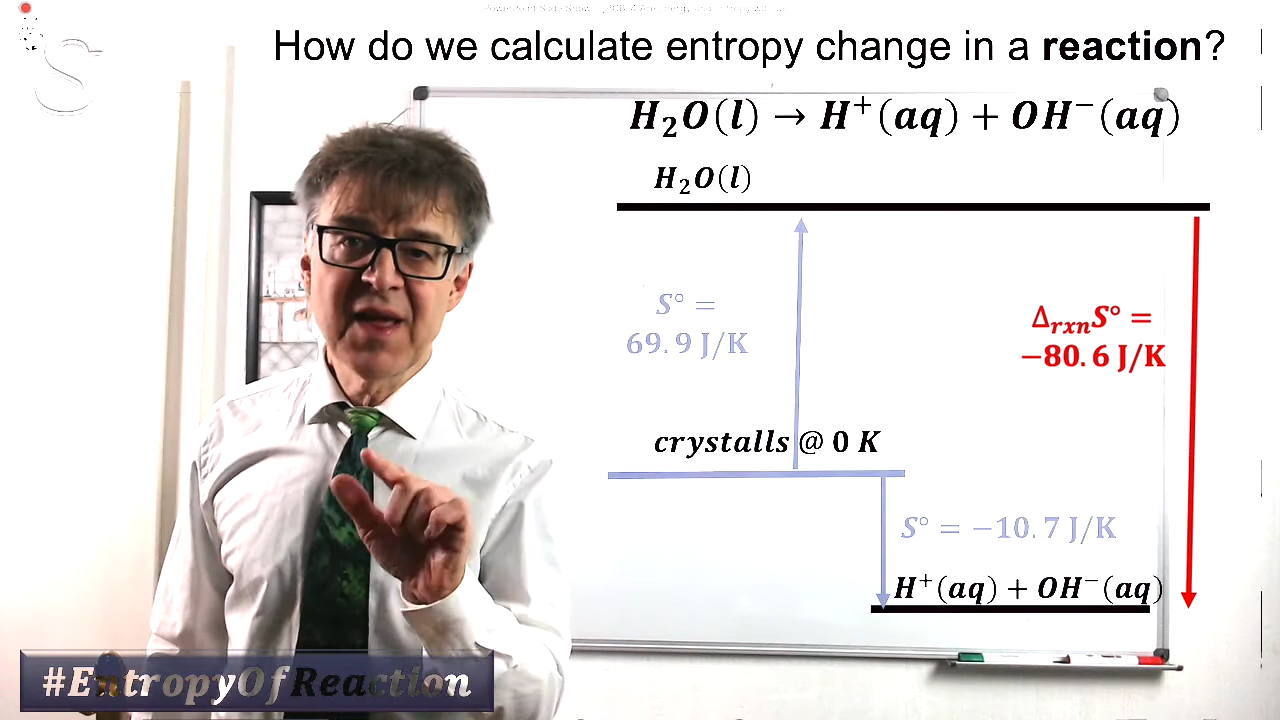 How do we calculate entropy change in a reaction?
H₂O(l) → H⁺(aq) + OH⁻(aq)
H₂O(l)
S° =
69.9 J/K
ΔrxnS° =
−80.6 J/K
crystalls @ 0 K
S° = −10.7 J/K
H⁺(aq) + OH⁻(aq)
#EntropyOfReaction